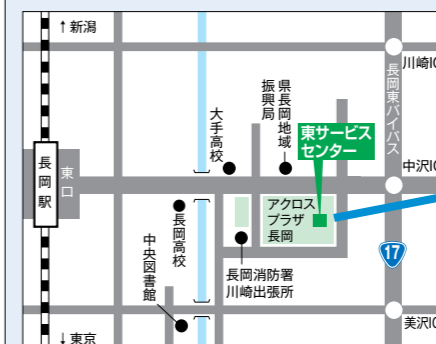 ↑新潟
川崎IC
長岡東バイパス
県長岡地域
振興局
大手高校
東サービス
センター
長岡駅
東口
中沢IC
アクロス
プラザ
長岡
長岡高校
17
中央図書館
長岡消防署
川崎出張所
美沢IC
↓東京